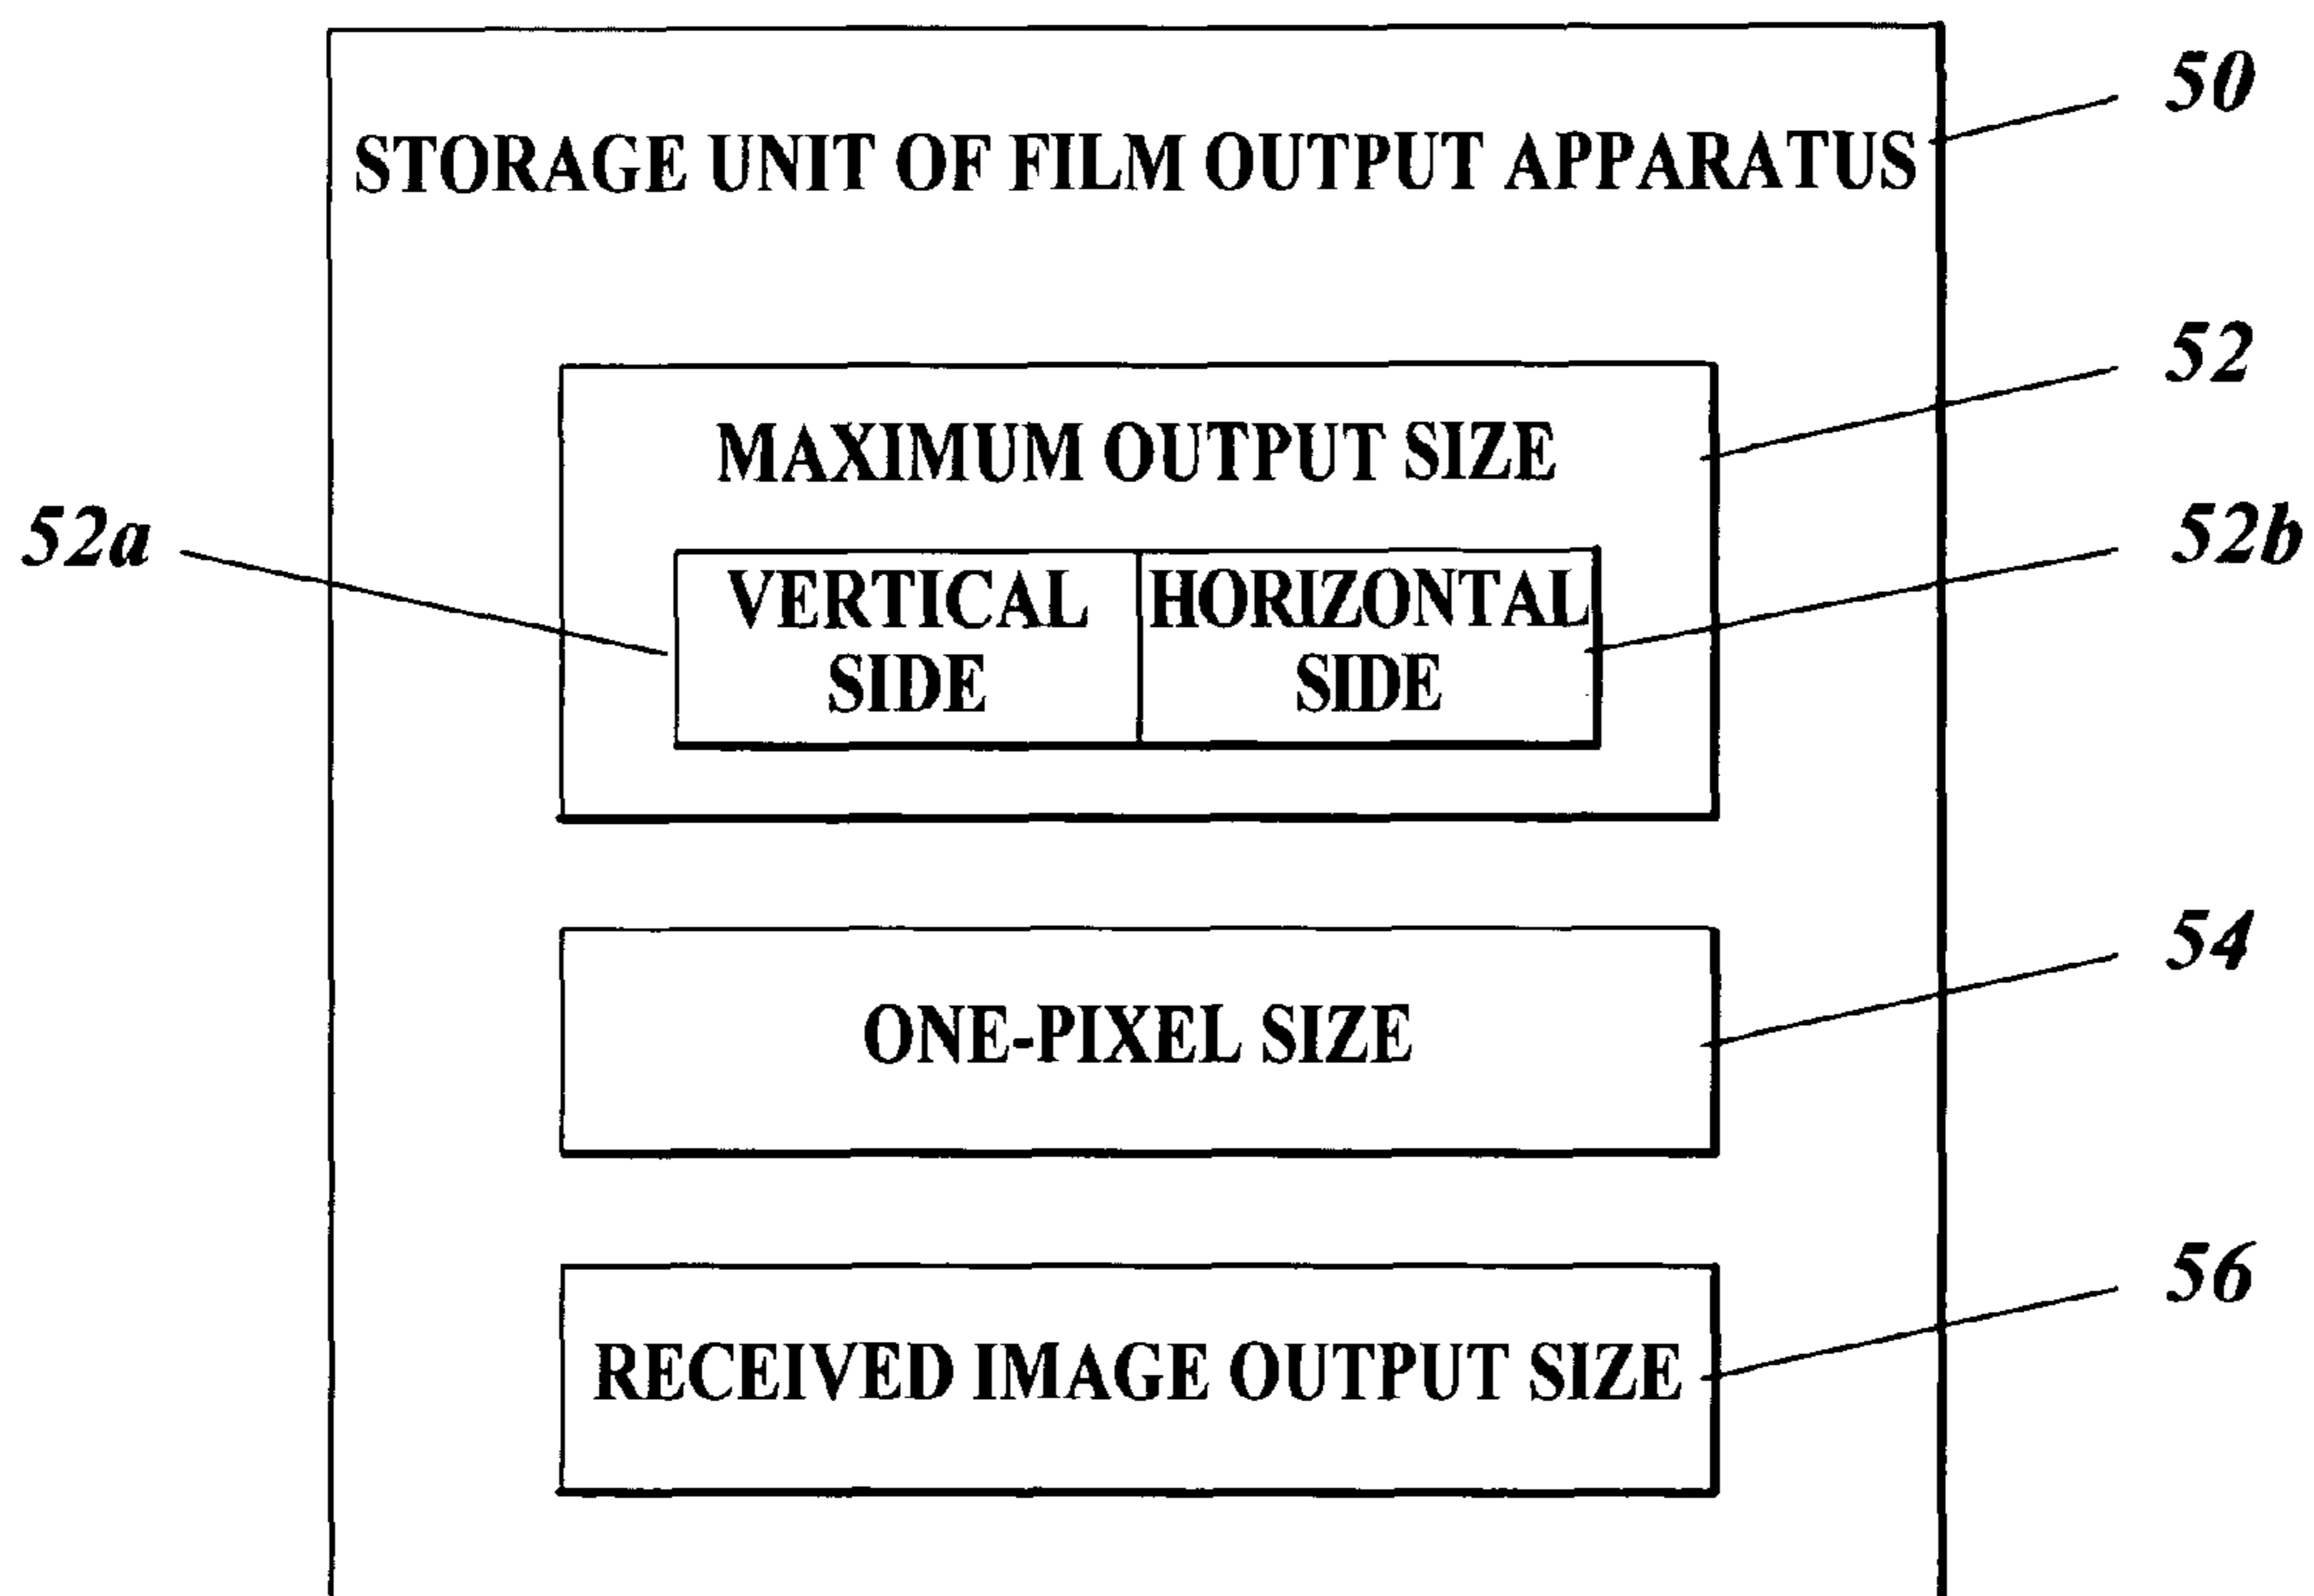 50
STORAGE UNIT OF FILM OUTPUT APPARATUS
52
MAXIMUM OUTPUT SIZE
52a
52b
VERTICAL SIDE
HORIZONTAL SIDE
54
ONE-PIXEL SIZE
56
RECEIVED IMAGE OUTPUT SIZE